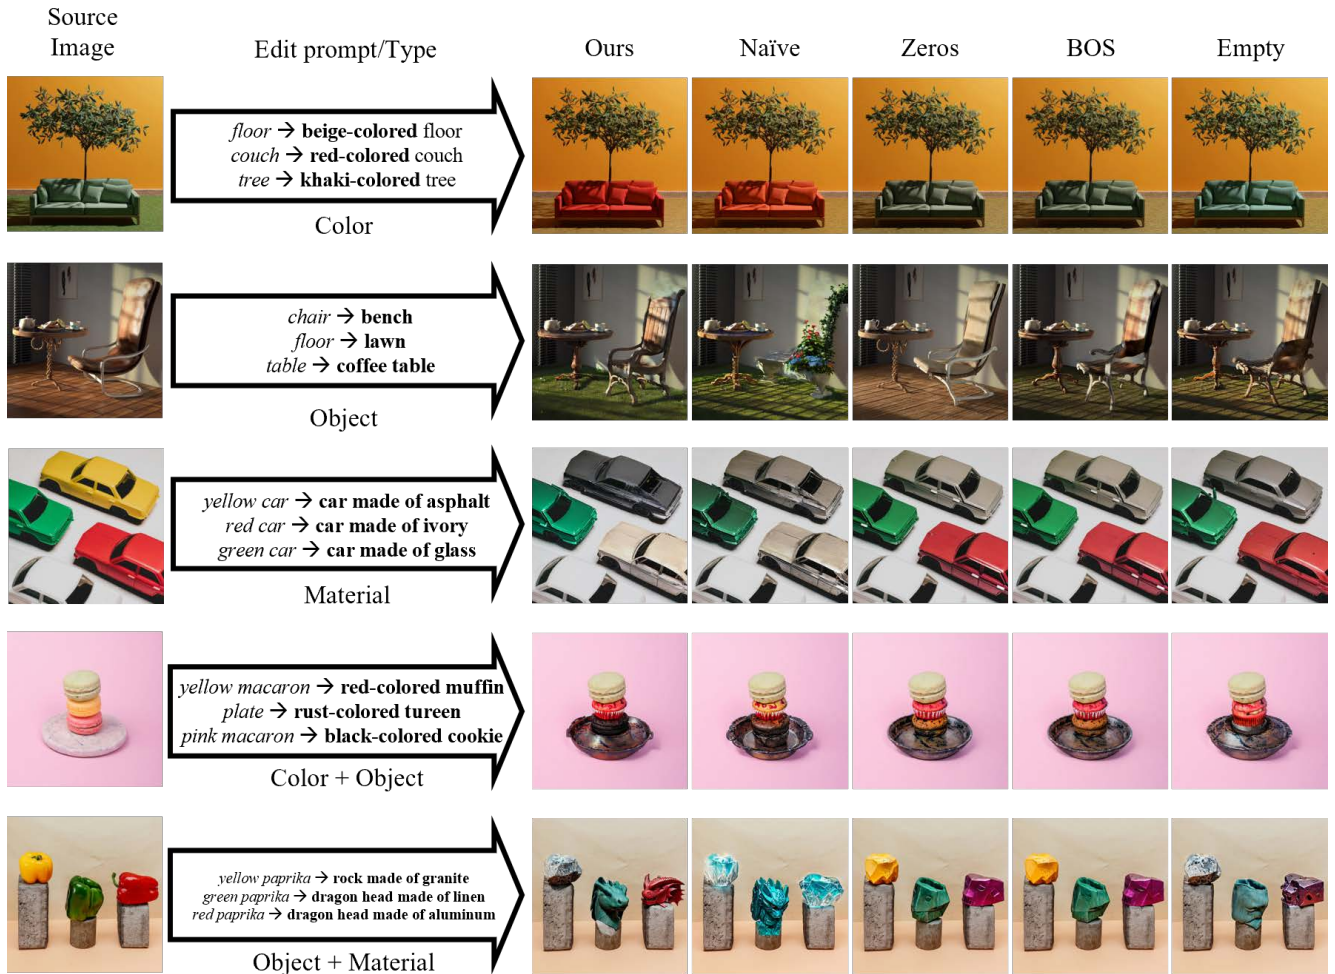 Source
Image
Edit prompt/Type
Ours
Naïve
Zeros
BOS
Empty
floor → beige-colored floor
couch → red-colored couch
tree → khaki-colored tree
Color
chair → bench
floor → lawn
table → coffee table
Object
yellow car → car made of asphalt
red car → car made of ivory
green car → car made of glass
Material
yellow macaron → red-colored muffin
plate → rust-colored tureen
pink macaron → black-colored cookie
Color + Object
yellow paprika → rock made of granite
green paprika → dragon head made of linen
red paprika → dragon head made of aluminum
Object + Material